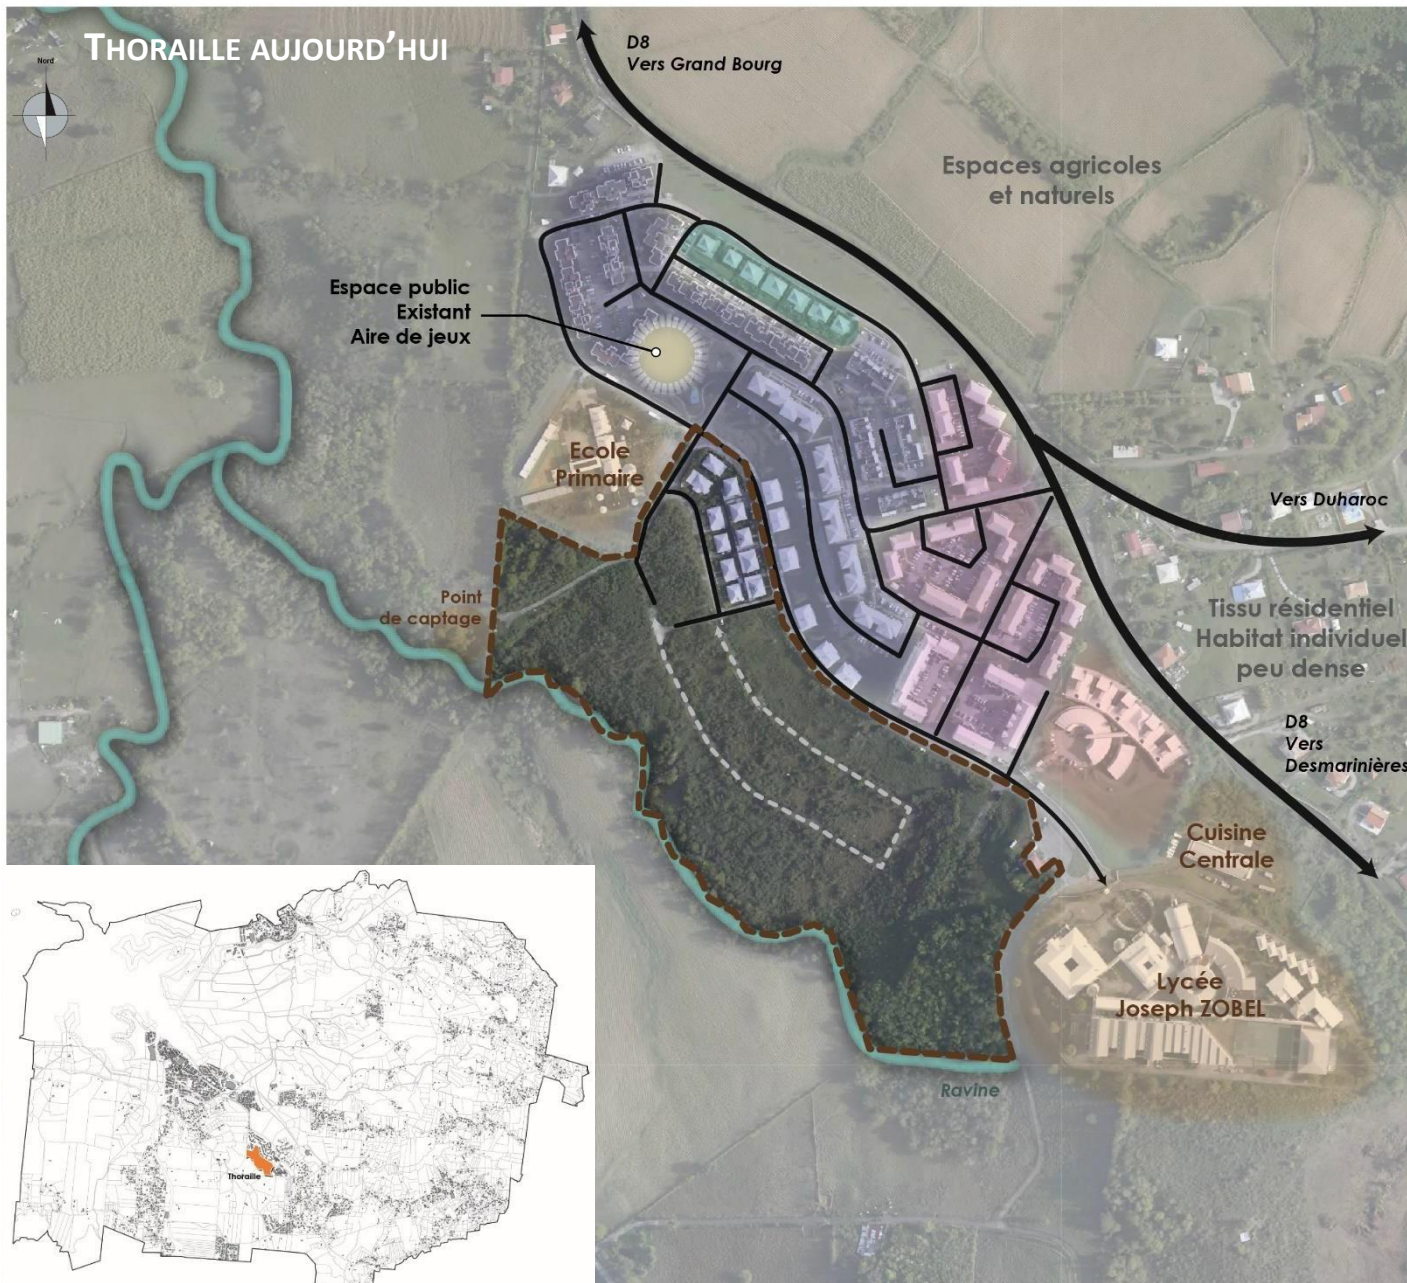 THORAILLE AUJOURD'HUI
Nord
D8
Vers Grand Bourg
Espaces agricoles
et naturels
Espace public
Existant
Aire de jeux
Ecole
Primaire
Vers Duharoc
Point
de captage
Tissu résidentiel
Habitat individuel
peu dense
D8
Vers
Desmarinières
Cuisine
Centrale
Lycée
Joseph ZOBEL
Ravine
Thoraille